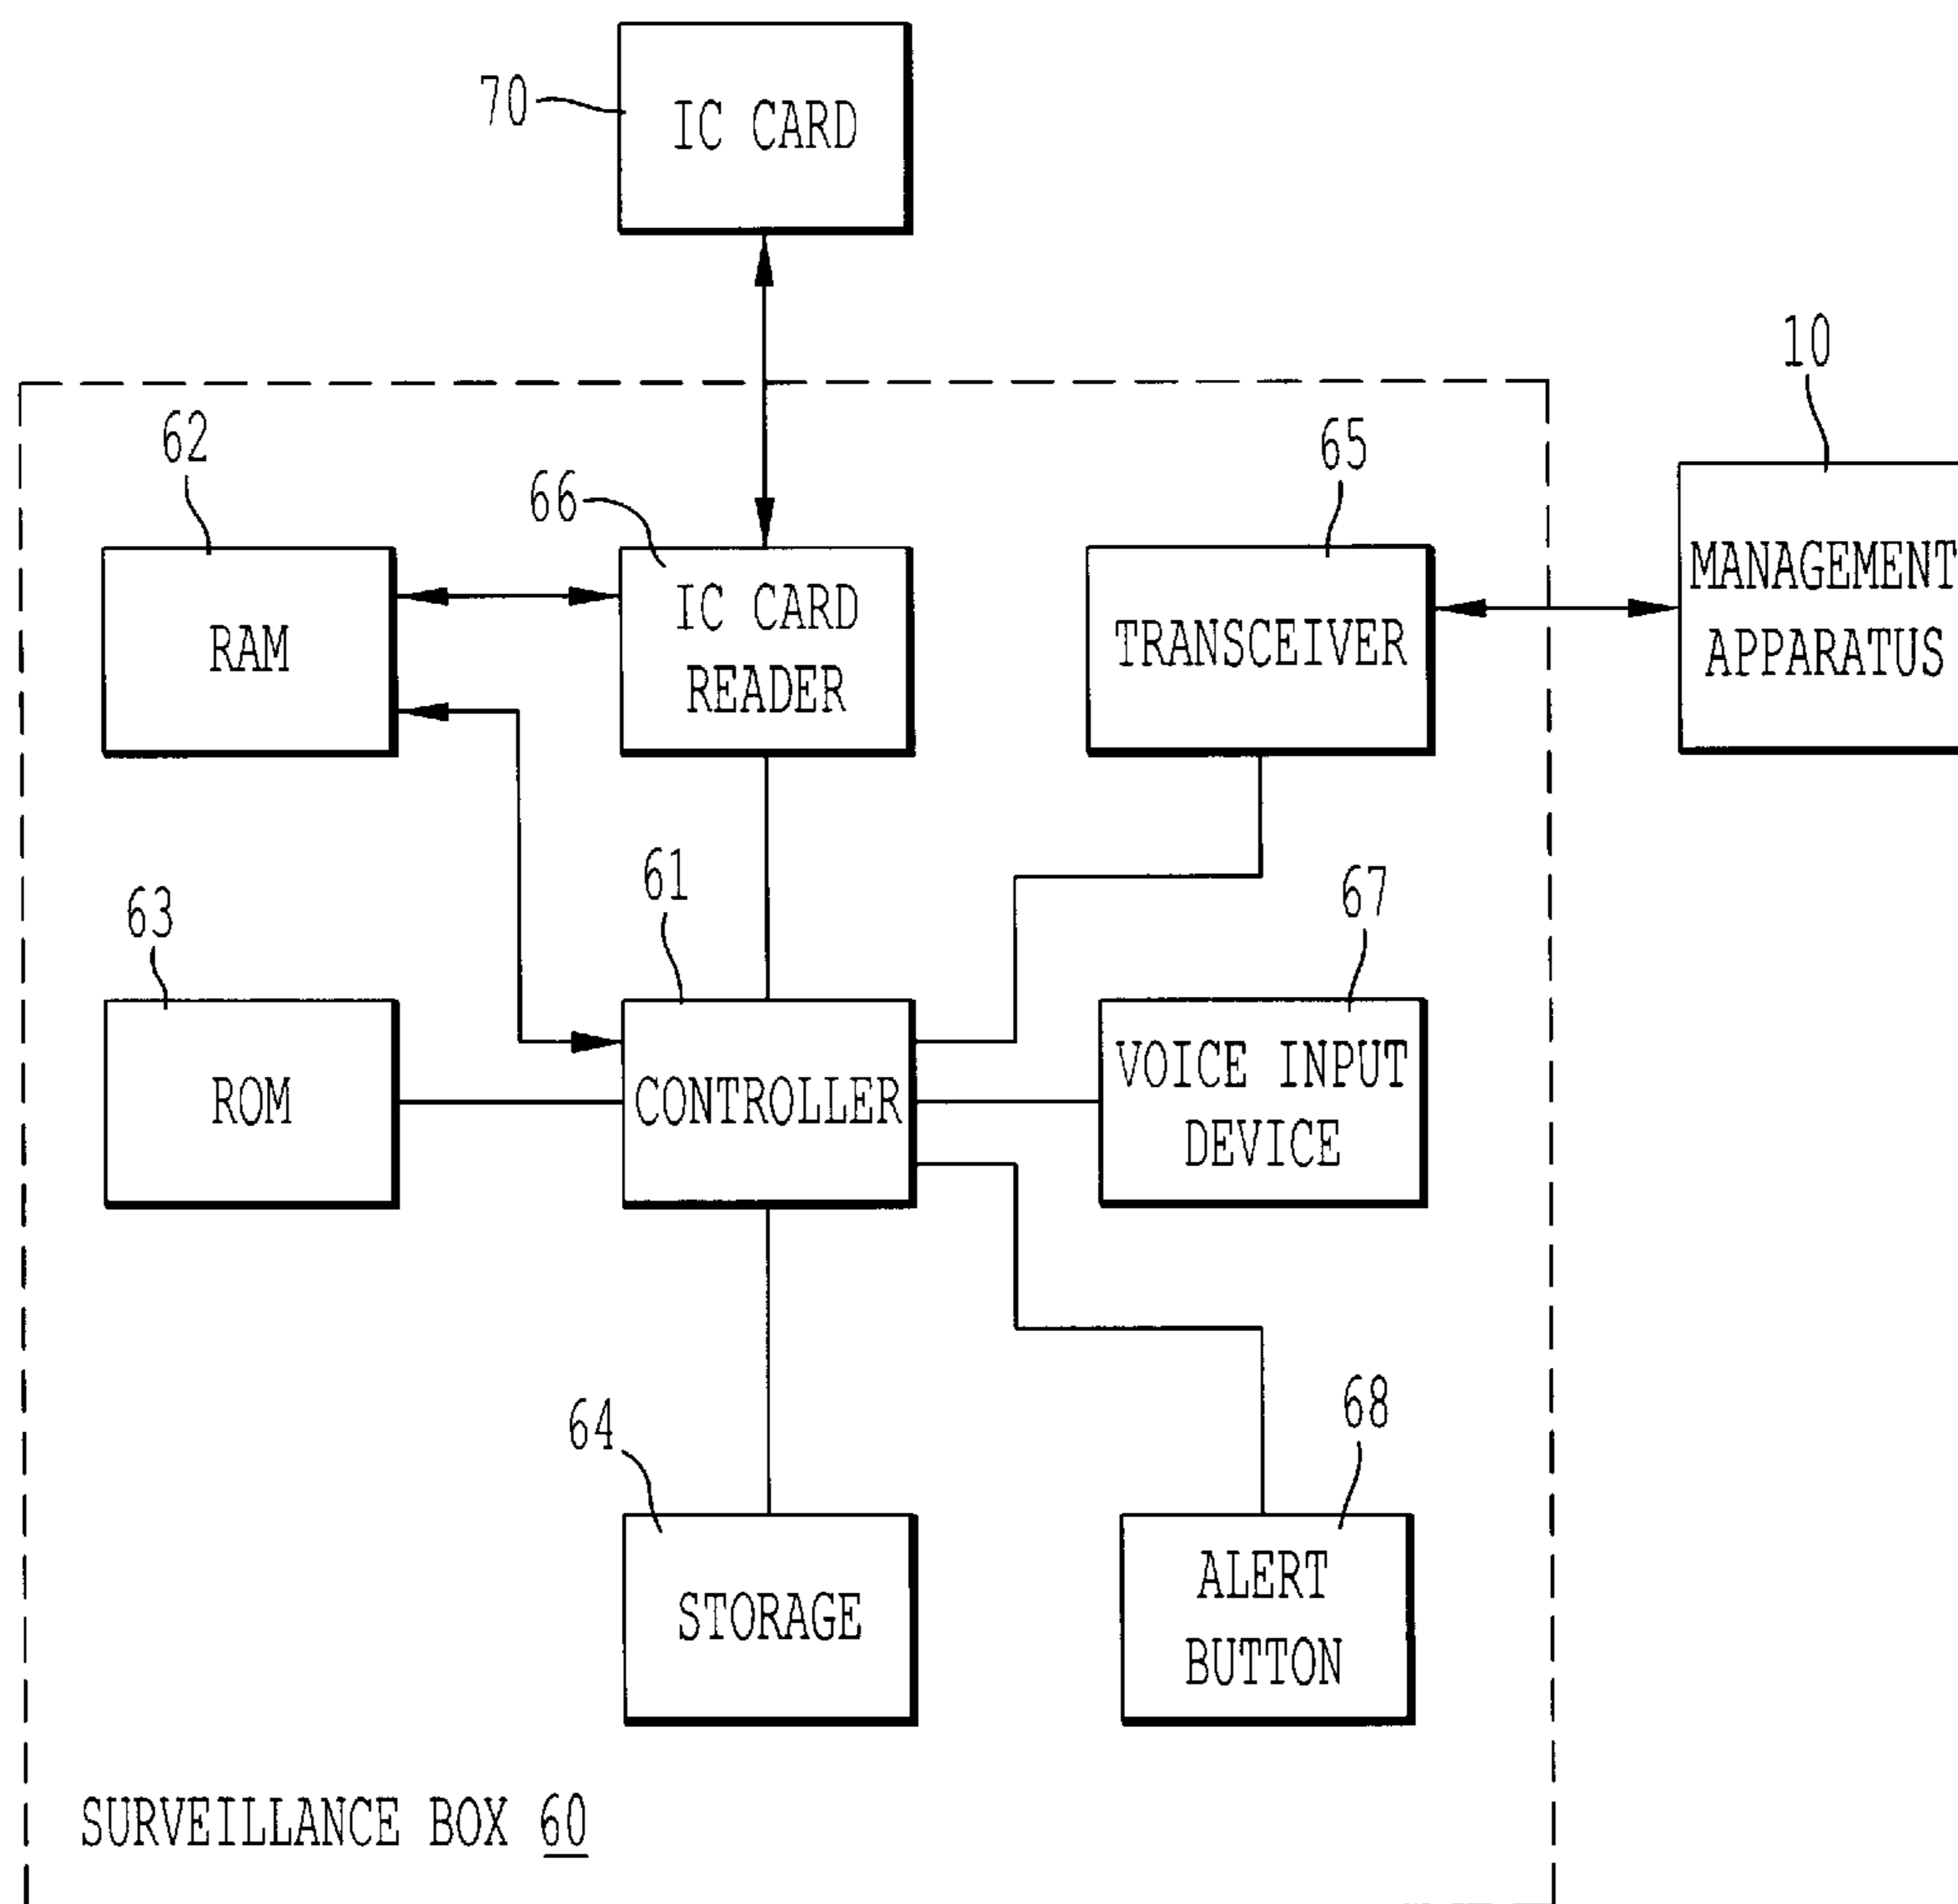 70
IC CARD
10
62
65
66
RAM
IC CARD
READER
TRANSCEIVER
MANAGEMENT
APPARATUS
61
67
63
ROM
CONTROLLER
VOICE INPUT
DEVICE
64
68
STORAGE
ALERT
BUTTON
SURVEILLANCE BOX 60